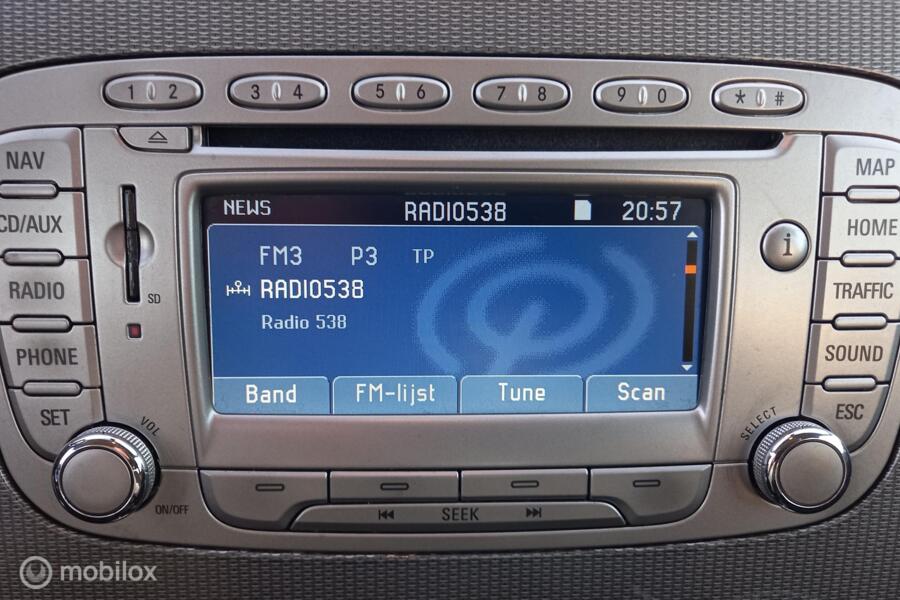 1 2 3 4 5 6 7 8 9 0 * #
NAV
MAP
NEWS RADIO538 20:57
CD/AUX
HOME
FM3 P3 TP
i
RADIO538
RADIO
SD
TRAFFIC
Radio 538
PHONE
SOUND
Band FM-lijst Tune Scan
SET
ESC
VOL
SELECT
ON/OFF
SEEK
mobilox